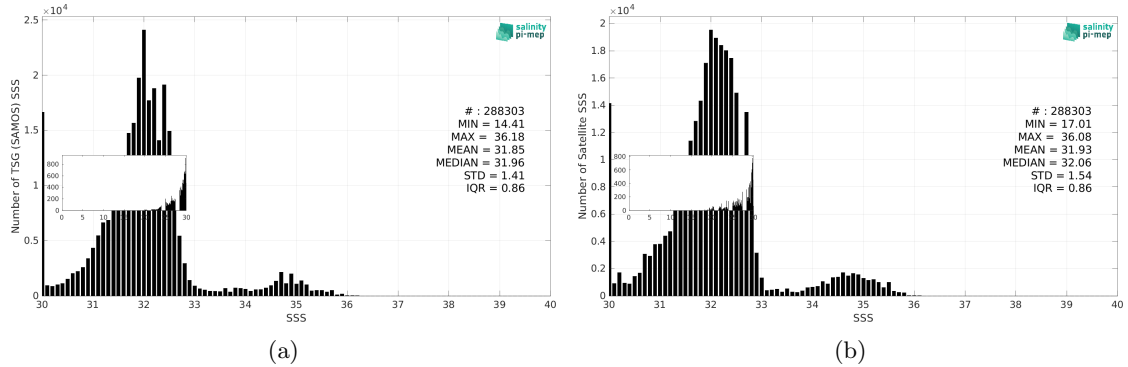 ×10^4
2.5
2
1.5
1
0.5
0
Number of TSG (SAMOS) SSS
salinity
pi-mep
# : 288303
MIN = 14.41
MAX = 36.18
MEAN = 31.85
MEDIAN = 31.96
STD = 1.41
IQR = 0.86
800
600
400
200
0
0 5 10 15 20 25 30
30 31 32 33 34 35 36 37 38 39 40
SSS
(a)
×10^4
2
1.8
1.6
1.4
1.2
1
0.8
0.6
0.4
0.2
0
Number of Satellite SSS
salinity
pi-mep
# : 288303
MIN = 17.01
MAX = 36.08
MEAN = 31.93
MEDIAN = 32.06
STD = 1.54
IQR = 0.86
800
700
600
500
400
300
200
100
0
0 5 10 15 20 25 30
30 31 32 33 34 35 36 37 38 39 40
SSS
(b)